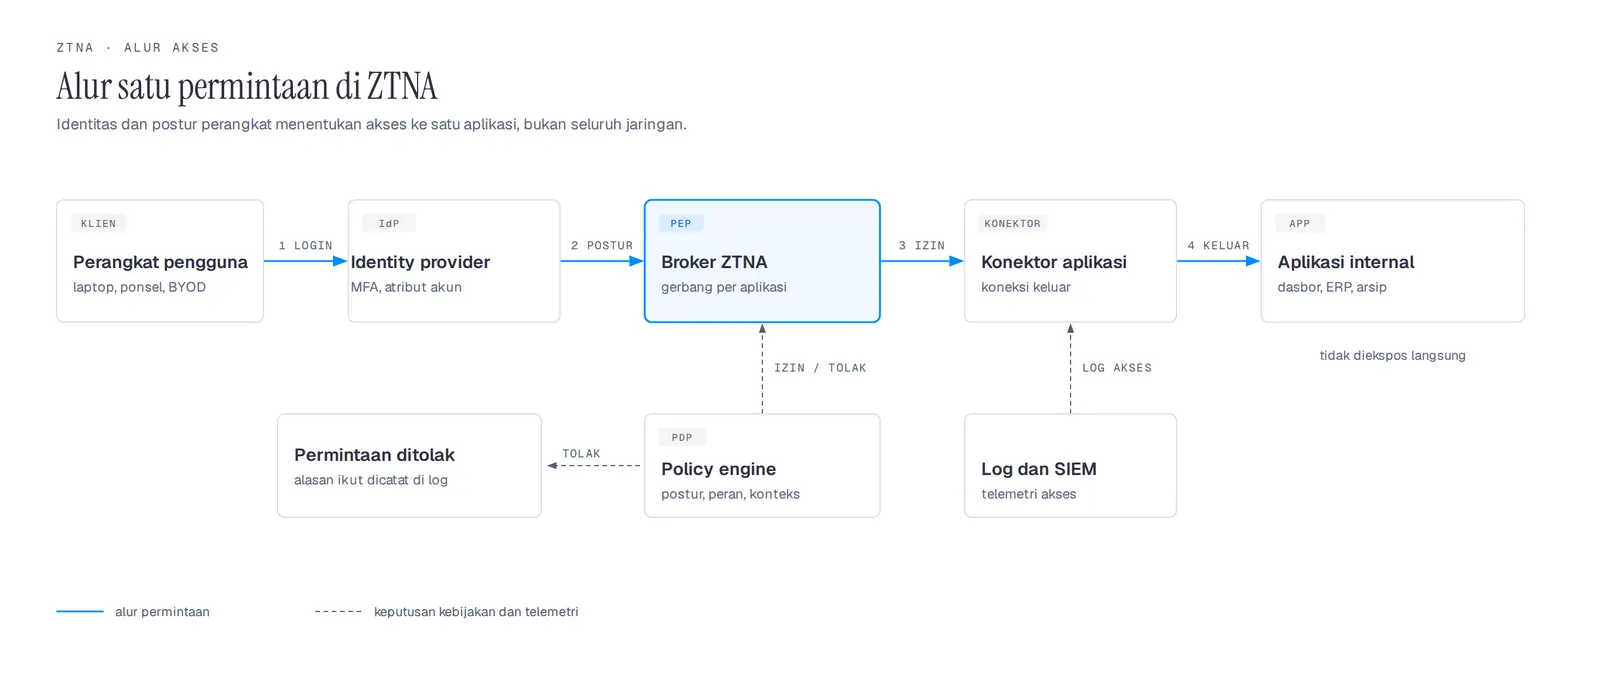 ZTNA · ALUR AKSES
Alur satu permintaan di ZTNA
Identitas dan postur perangkat menentukan akses ke satu aplikasi, bukan seluruh jaringan.
KLIEN
Perangkat pengguna
laptop, ponsel, BYOD
1 LOGIN
IdP
Identity provider
MFA, atribut akun
2 POSTUR
PEP
Broker ZTNA
gerbang per aplikasi
3 IZIN
KONEKTOR
Konektor aplikasi
koneksi keluar
4 KELUAR
APP
Aplikasi internal
dasbor, ERP, arsip
tidak diekspos langsung
IZIN / TOLAK
LOG AKSES
Permintaan ditolak
alasan ikut dicatat di log
TOLAK
PDP
Policy engine
postur, peran, konteks
Log dan SIEM
telemetri akses
alur permintaan
keputusan kebijakan dan telemetri